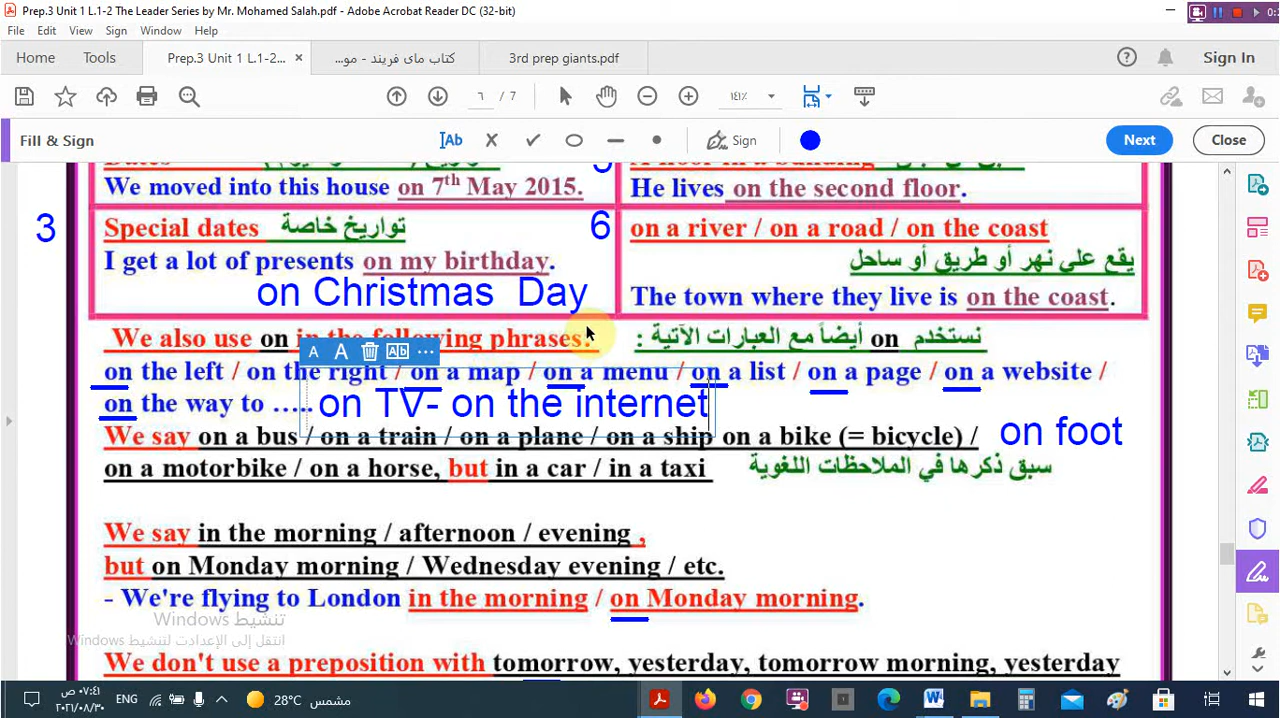 Prep.3 Unit 1 L.1-2 The Leader Series by Mr. Mohamed Salah.pdf - Adobe Acrobat Reader DC (32-bit)
File Edit View Sign Window Help
Home Tools Prep.3 Unit 1 L.1-2... × كتاب ماى فريند - مو... 3rd prep giants.pdf Sign In
٦ / 7 ١٤١٪
Fill & Sign Ab Sign Next Close
We moved into this house on 7th May 2015.
He lives on the second floor.
3 Special dates تواريخ خاصة
I get a lot of presents on my birthday.
on Christmas Day
6 on a river / on a road / on the coast
يقع على نهر أو طريق أو ساحل
The town where they live is on the coast.
We also use on in the following phrases: نستخدم on أيضاً مع العبارات الآتية :
A A Ab ...
on the left / on the right / on a map / on a menu / on a list / on a page / on a website /
on the way to ….. on TV- on the internet
We say on a bus / on a train / on a plane / on a ship on a bike (= bicycle) / on foot
on a motorbike / on a horse, but in a car / in a taxi سبق ذكرها في الملاحظات اللغوية
We say in the morning / afternoon / evening ,
but on Monday morning / Wednesday evening / etc.
- We're flying to London in the morning / on Monday morning.
تنشيط Windows
انتقل إلى الإعدادات لتنشيط Windows
We don't use a preposition with tomorrow, yesterday, tomorrow morning, yesterday
٠٧:٤١ ص
٢٠٢١/٠٨/٣٠
ENG 28°C مشمس